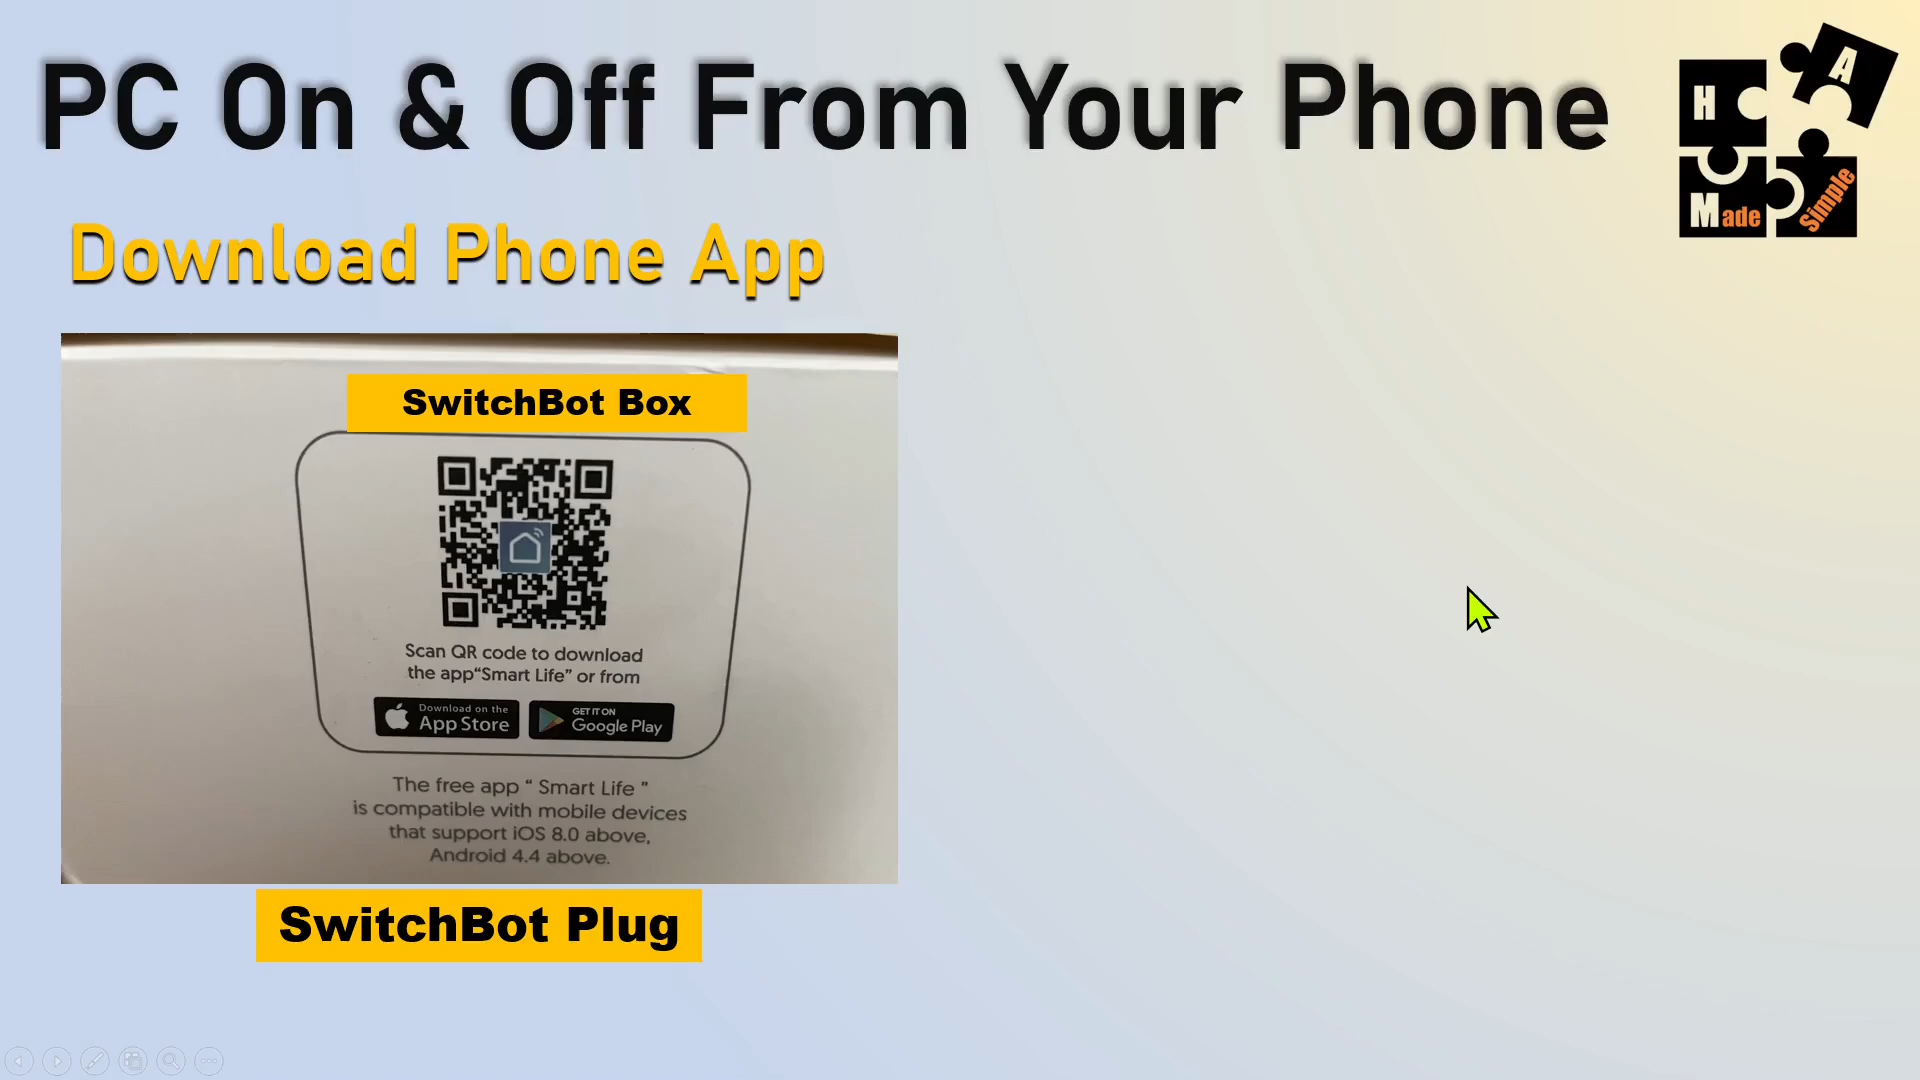 PC On & Off From Your Phone
H
A
Made
Simple
Download Phone App
SwitchBot Box
Scan QR code to download
the app“Smart Life” or from
Download on the
App Store
GET IT ON
Google Play
The free app “ Smart Life ”
is compatible with mobile devices
that support iOS 8.0 above,
Android 4.4 above.
SwitchBot Plug